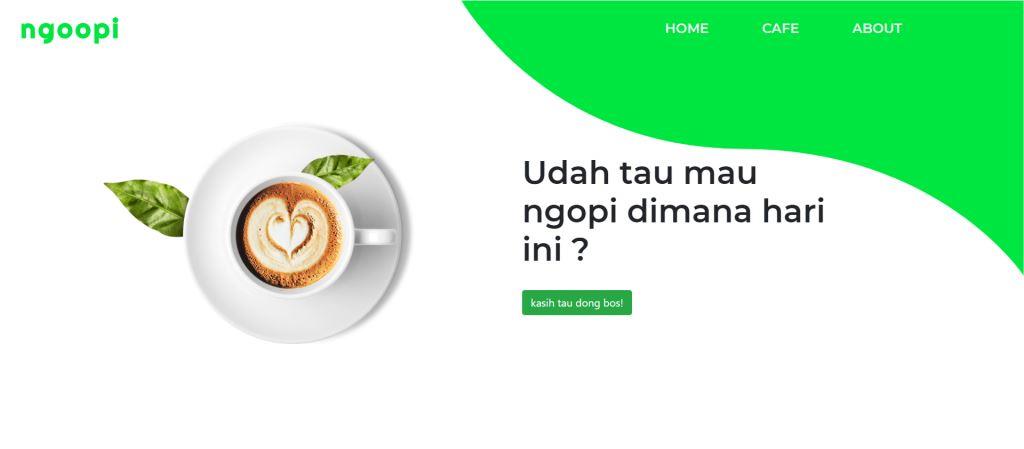 ngoopi
HOME CAFE ABOUT
Udah tau mau
ngopi dimana hari
ini ?
kasih tau dong bos!